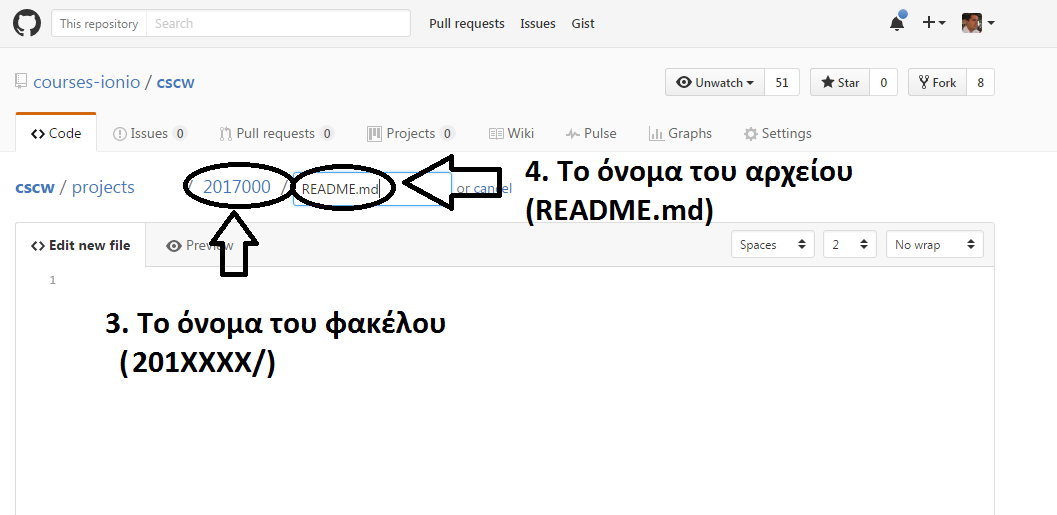 This repository Search Pull requests Issues Gist
courses-ionio / cscw Unwatch 51 Star 0 Fork 8
Code Issues 0 Pull requests 0 Projects 0 Wiki Pulse Graphs Settings
cscw / projects / 2017000 / README.md or cancel
4. Το όνομα του αρχείου
(README.md)
Edit new file Preview Spaces 2 No wrap
1
3. Το όνομα του φακέλου
(201XXXX/)